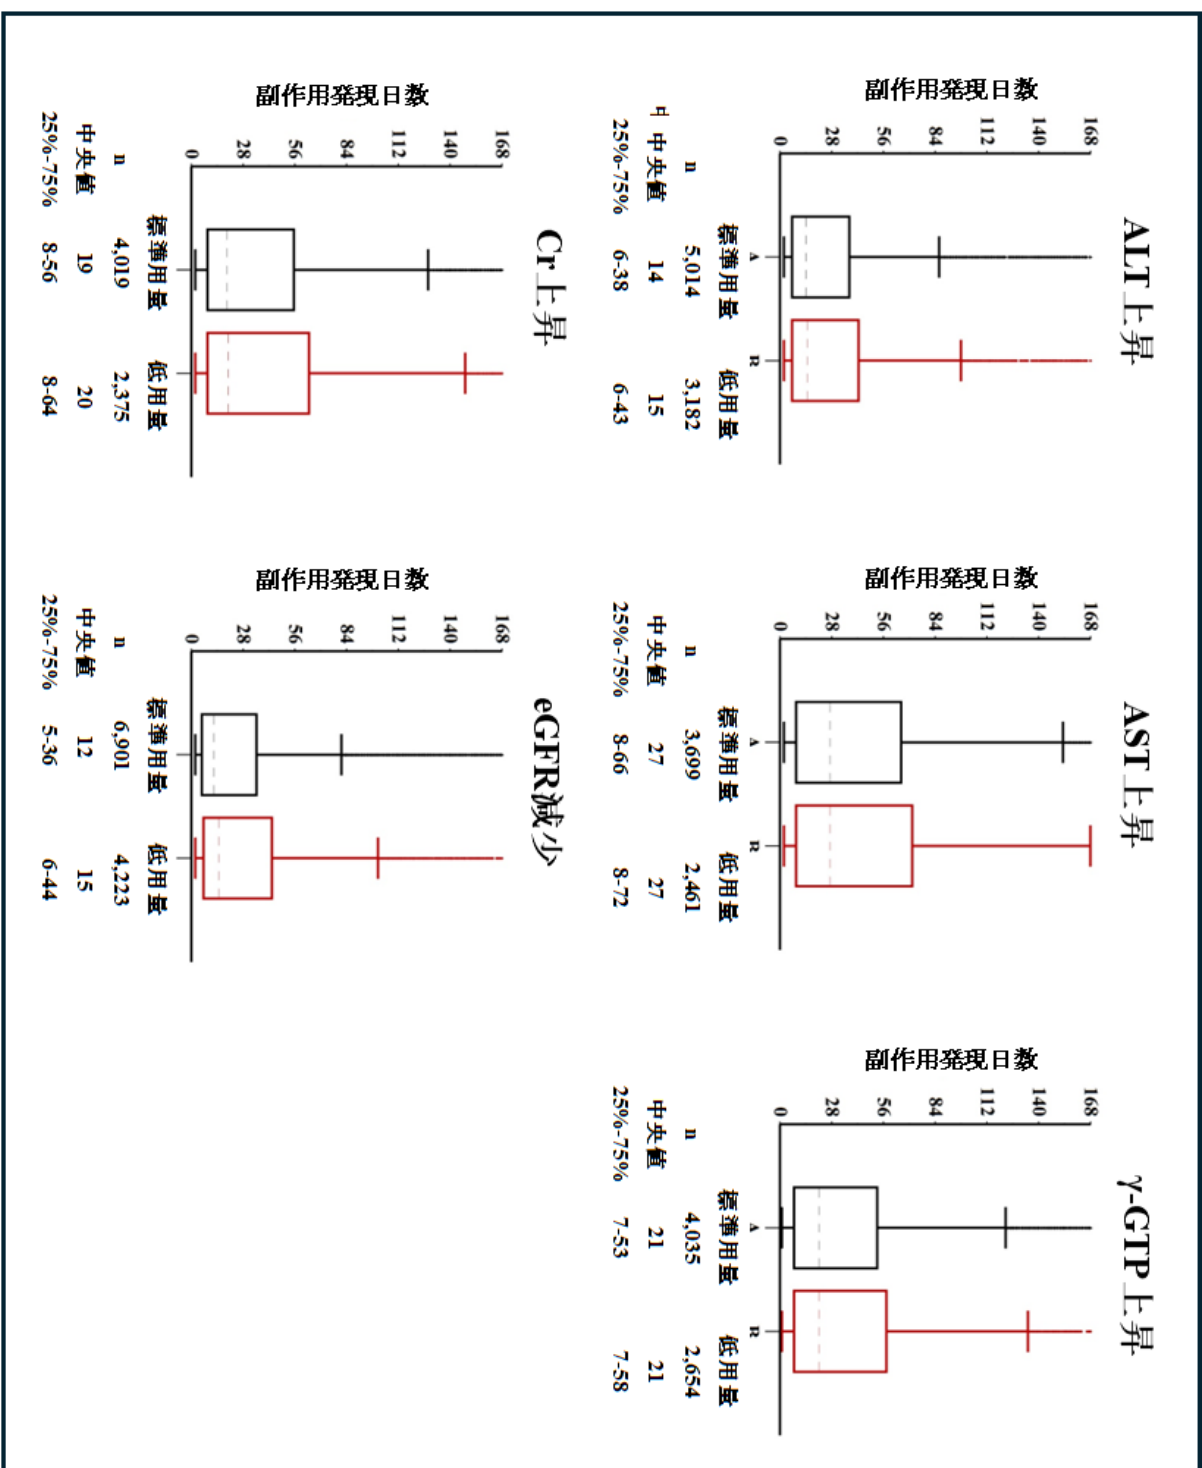 ALT上昇
副作用発現日数
168
140
112
84
56
28
0
A R
標準用量 低用量
n 5,014 3,182
中央値 14 15
25%-75% 6-38 6-43
AST上昇
副作用発現日数
168
140
112
84
56
28
0
A R
標準用量 低用量
n 3,699 2,461
中央値 27 27
25%-75% 8-66 8-72
γ-GTP上昇
副作用発現日数
168
140
112
84
56
28
0
A R
標準用量 低用量
n 4,035 2,654
中央値 21 21
25%-75% 7-53 7-58
Cr上昇
副作用発現日数
168
140
112
84
56
28
0
標準用量 低用量
n 4,019 2,375
中央値 19 20
25%-75% 8-56 8-64
eGFR減少
副作用発現日数
168
140
112
84
56
28
0
標準用量 低用量
n 6,901 4,223
中央値 12 15
25%-75% 5-36 6-44